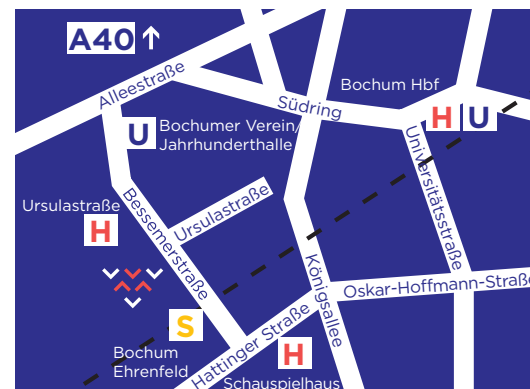 A40
Alleestraße
Südring
Bochum Hbf
H U
U
Bochumer Verein/
Jahrhunderthalle
Universitätsstraße
Ursulastraße
H
Bessemerstraße
Ursulastraße
Königsallee
Oskar-Hoffmann-Straße
S
Bochum
Ehrenfeld
Hattinger Straße
H
Schauspielhaus